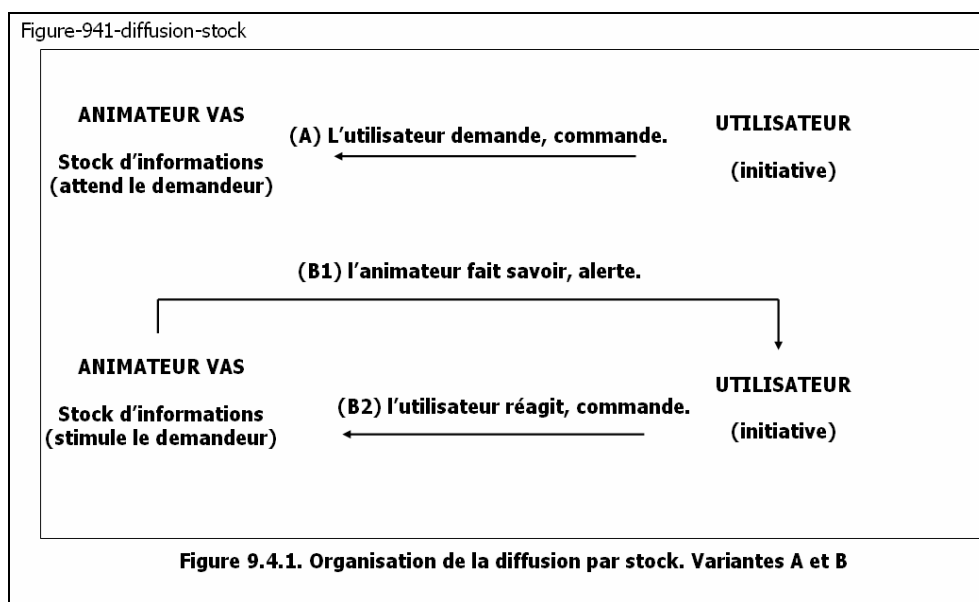 Figure-941-diffusion-stock
ANIMATEUR VAS
Stock d'informations
(attend le demandeur)
(A) L'utilisateur demande, commande.
UTILISATEUR
(initiative)
(B1) l'animateur fait savoir, alerte.
ANIMATEUR VAS
Stock d'informations
(stimule le demandeur)
(B2) l'utilisateur réagit, commande.
UTILISATEUR
(initiative)
Figure 9.4.1. Organisation de la diffusion par stock. Variantes A et B